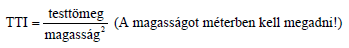 TTI = testtömeg / magasság² (A magasságot méterben kell megadni!)